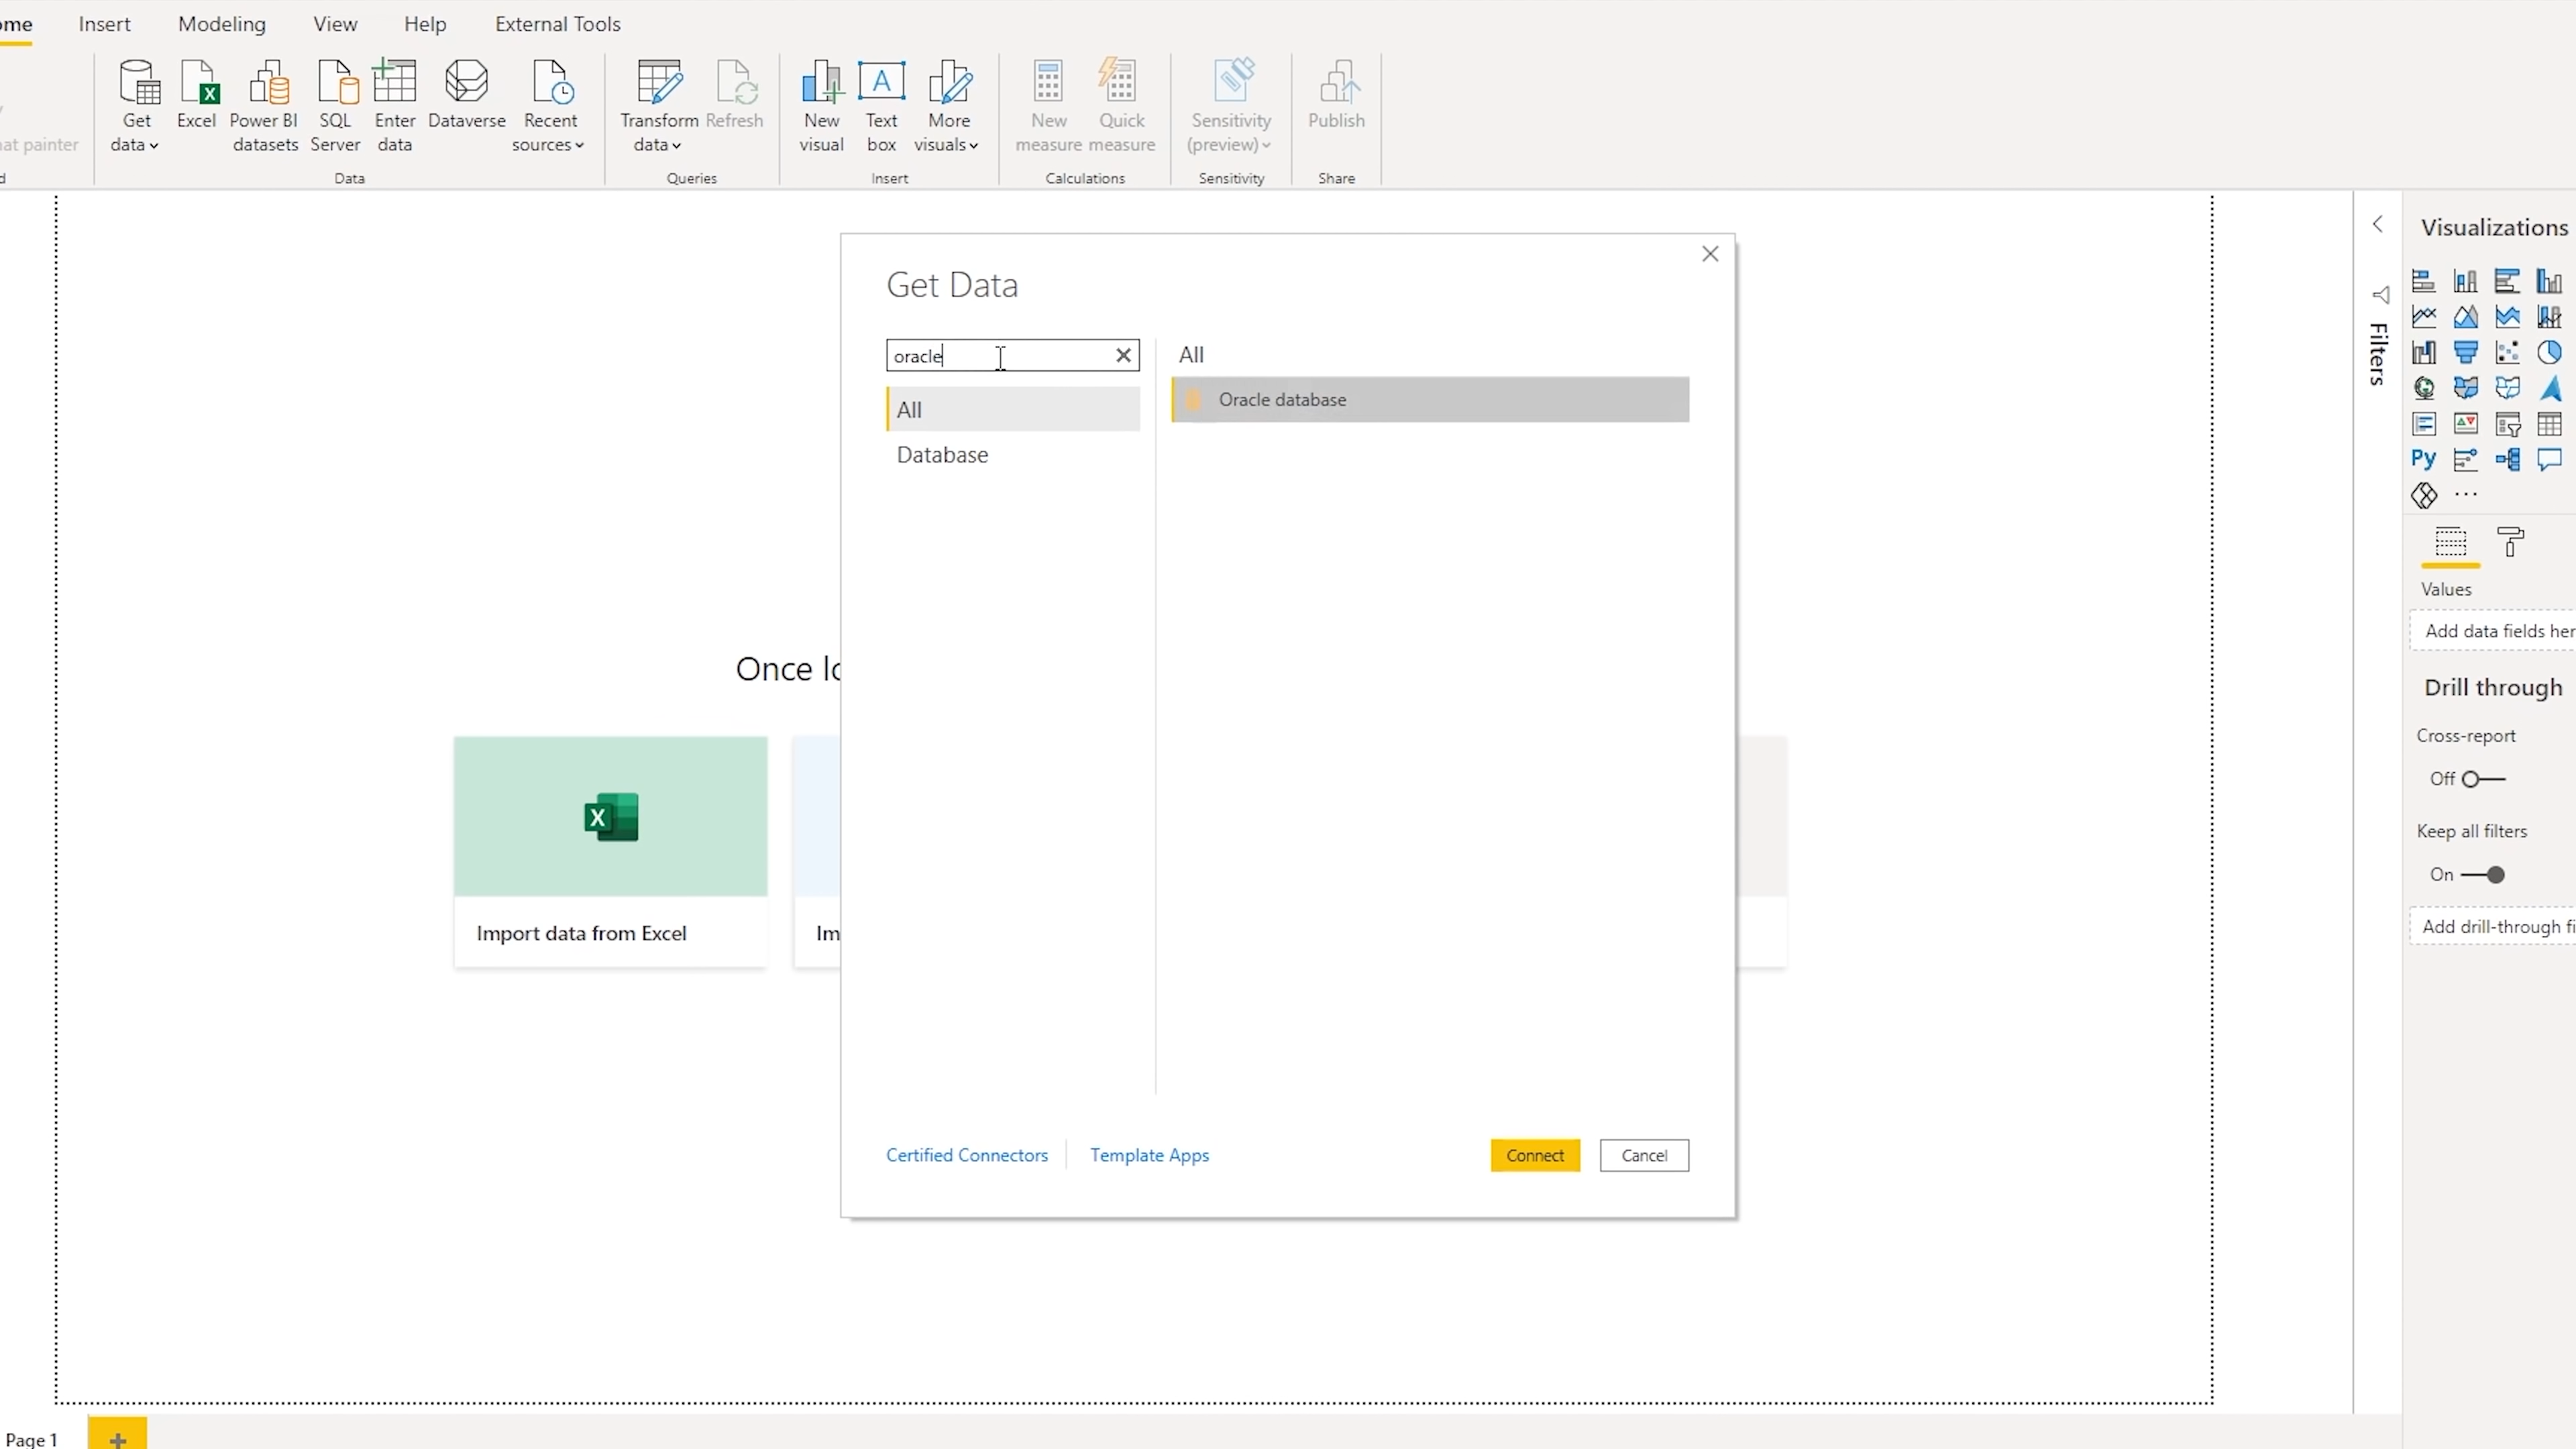 ome
Insert
Modeling
View
Help
External Tools
at painter
Get
data
Excel
Power BI
datasets
SQL
Server
Enter
data
Dataverse
Recent
sources
Data
Transform
data
Refresh
Queries
New
visual
A
Text
box
More
visuals
Insert
New
measure
Quick
measure
Calculations
Sensitivity
(preview)
Sensitivity
Publish
Share
Once lo
X
Import data from Excel
Im
Get Data
oracle
All
Database
All
Oracle database
Certified Connectors
Template Apps
Connect
Cancel
Filters
Visualizations
Py
...
Values
Add data fields her
Drill through
Cross-report
Off
Keep all filters
On
Add drill-through fi
Page 1
+